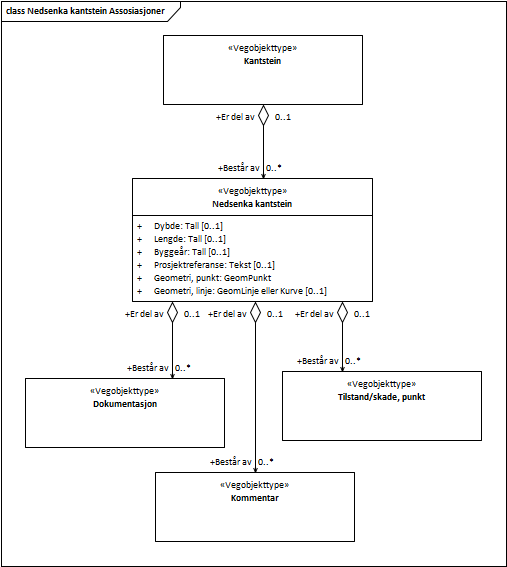 class Nedsenka kantstein Assosiasjoner
«Vegobjekttype»
Kantstein
+Er del av 0..1
+Består av 0..*
«Vegobjekttype»
Nedsenka kantstein
+ Dybde: Tall [0..1]
+ Lengde: Tall [0..1]
+ Byggeår: Tall [0..1]
+ Prosjektreferanse: Tekst [0..1]
+ Geometri, punkt: GeomPunkt
+ Geometri, linje: GeomLinje eller Kurve [0..1]
+Er del av 0..1 +Er del av 0..1 +Er del av 0..1
+Består av 0..*
+Består av 0..*
«Vegobjekttype»
Tilstand/skade, punkt
«Vegobjekttype»
Dokumentasjon
+Består av 0..*
«Vegobjekttype»
Kommentar